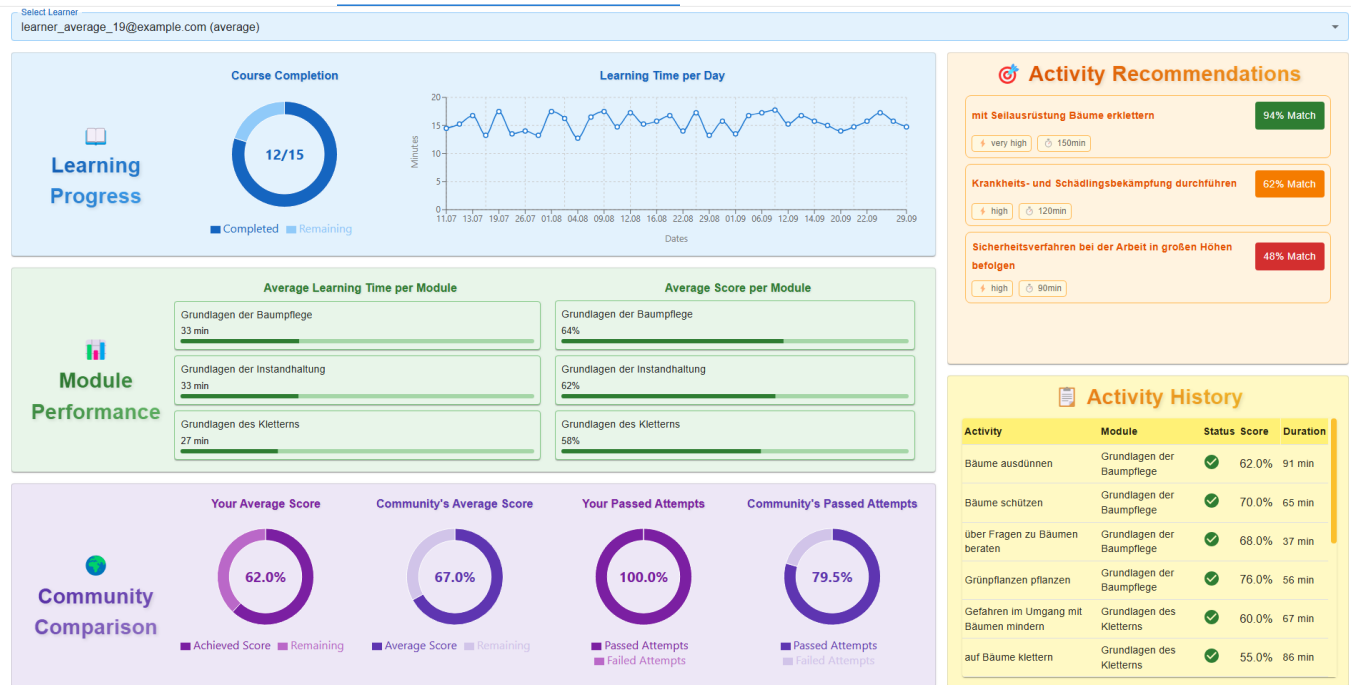 Select Learner
learner_average_19@example.com (average)
Learning
Progress
Course Completion
12/15
Completed Remaining
Learning Time per Day
Minutes
20
15
10
5
0
11.07 13.07 19.07 26.07 01.08 04.08 09.08 12.08 16.08 22.08 29.08 01.09 06.09 12.09 14.09 20.09 22.09 29.09
Dates
Module
Performance
Average Learning Time per Module
Grundlagen der Baumpflege
33 min
Grundlagen der Instandhaltung
33 min
Grundlagen des Kletterns
27 min
Average Score per Module
Grundlagen der Baumpflege
64%
Grundlagen der Instandhaltung
62%
Grundlagen des Kletterns
58%
Community
Comparison
Your Average Score
62.0%
Achieved Score Remaining
Community's Average Score
67.0%
Average Score Remaining
Your Passed Attempts
100.0%
Passed Attempts
Failed Attempts
Community's Passed Attempts
79.5%
Passed Attempts
Failed Attempts
Activity Recommendations
mit Seilausrüstung Bäume erklettern
94% Match
very high 150min
Krankheits- und Schädlingsbekämpfung durchführen
62% Match
high 120min
Sicherheitsverfahren bei der Arbeit in großen Höhen
befolgen
48% Match
high 90min
Activity History
Activity Module Status Score Duration
Bäume ausdünnen
Grundlagen der
Baumpflege
62.0% 91 min
Bäume schützen
Grundlagen der
Baumpflege
70.0% 65 min
über Fragen zu Bäumen
beraten
Grundlagen der
Baumpflege
68.0% 37 min
Grünpflanzen pflanzen
Grundlagen der
Baumpflege
76.0% 56 min
Gefahren im Umgang mit
Bäumen mindern
Grundlagen des
Kletterns
60.0% 67 min
auf Bäume klettern
Grundlagen des
Kletterns
55.0% 86 min